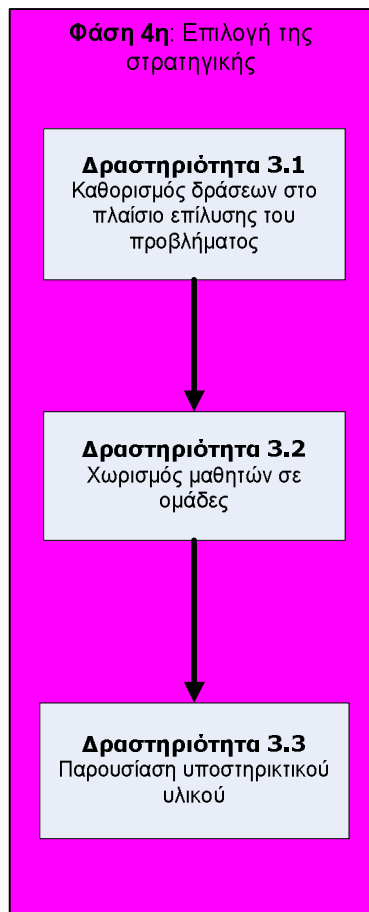 Φάση 4η: Επιλογή της
στρατηγικής
Δραστηριότητα 3.1
Καθορισμός δράσεων στο
πλαίσιο επίλυσης του
προβλήματος
Δραστηριότητα 3.2
Χωρισμός μαθητών σε
ομάδες
Δραστηριότητα 3.3
Παρουσίαση υποστηρικτικού
υλικού